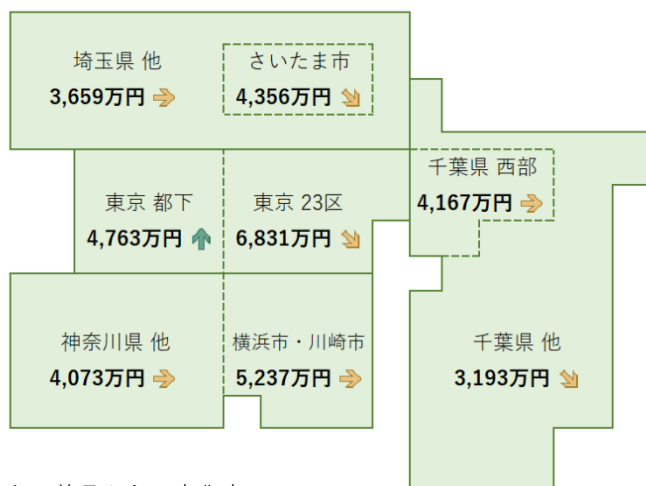 埼玉県 他
3,659万円
さいたま市
4,356万円
千葉県 西部
4,167万円
東京 都下
4,763万円
東京 23区
6,831万円
神奈川県 他
4,073万円
横浜市・川崎市
5,237万円
千葉県 他
3,193万円